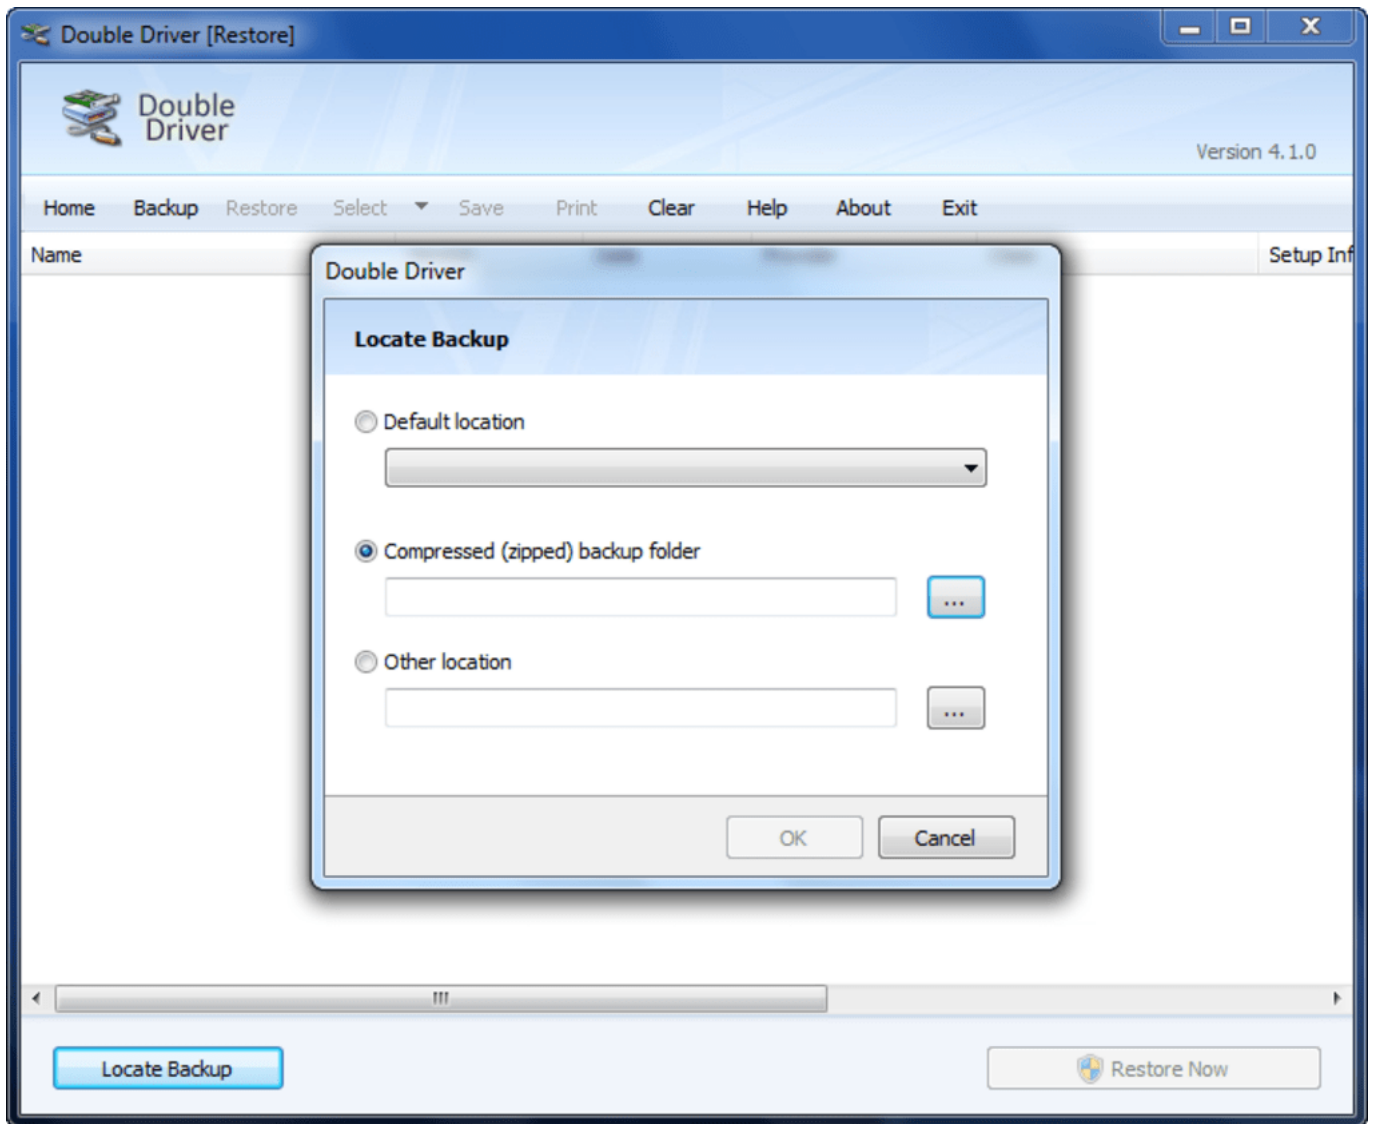 Double Driver [Restore]
Double
Driver
Version 4.1.0
Home Backup Restore Select Save Print Clear Help About Exit
Name Setup Inf
Double Driver
Locate Backup
Default location
Compressed (zipped) backup folder
...
Other location
...
OK Cancel
Locate Backup Restore Now